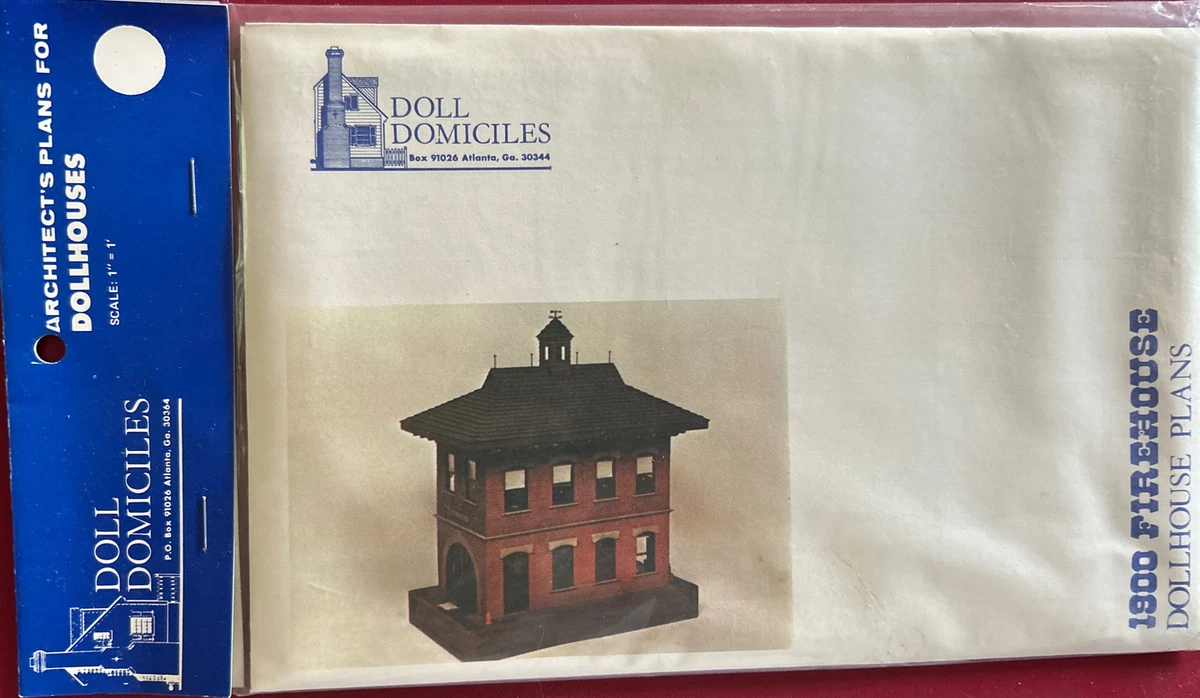 ARCHITECT'S PLANS FOR
DOLLHOUSES
SCALE: 1" = 1'
DOLL
DOMICILES
P.O. Box 91026 Atlanta, Ga. 30364
DOLL
DOMICILES
Box 91026 Atlanta, Ga. 30344
1900 FIREHOUSE
DOLLHOUSE PLANS